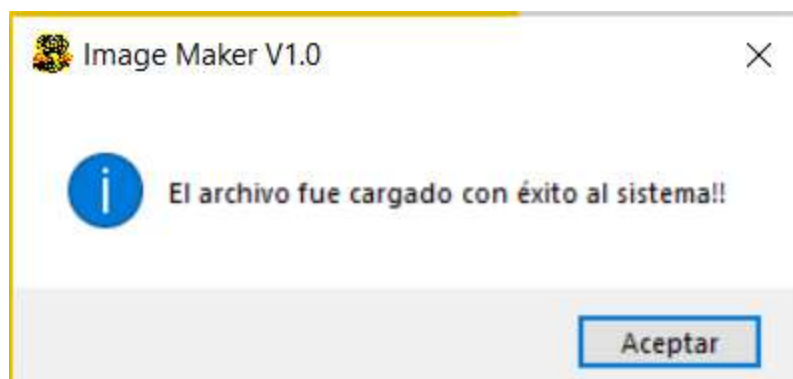 Image Maker V1.0
El archivo fue cargado con éxito al sistema!!
Aceptar